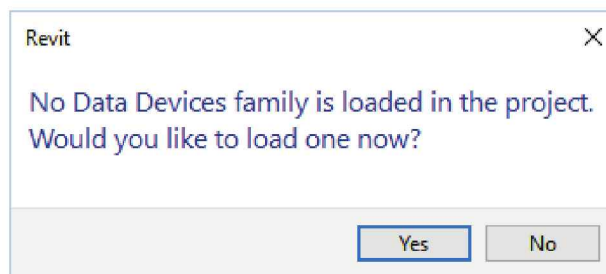 Revit
No Data Devices family is loaded in the project.
Would you like to load one now?
Yes No